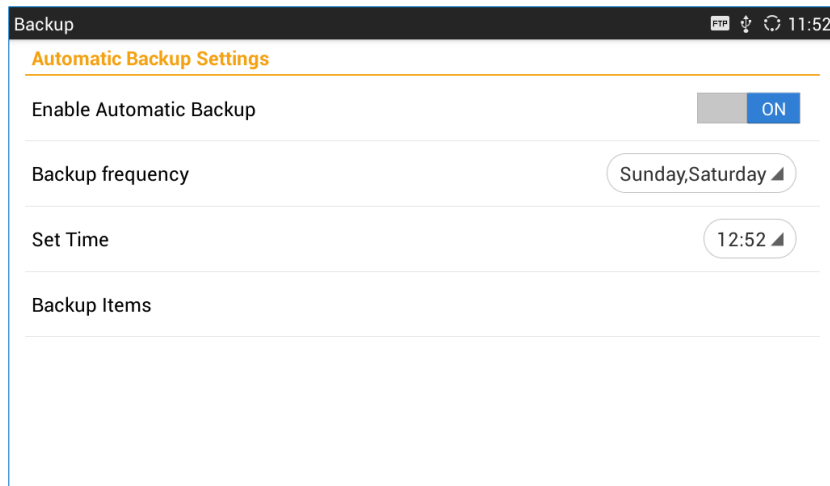 Backup FTP 11:52
Automatic Backup Settings
Enable Automatic Backup ON
Backup frequency Sunday,Saturday
Set Time 12:52
Backup Items